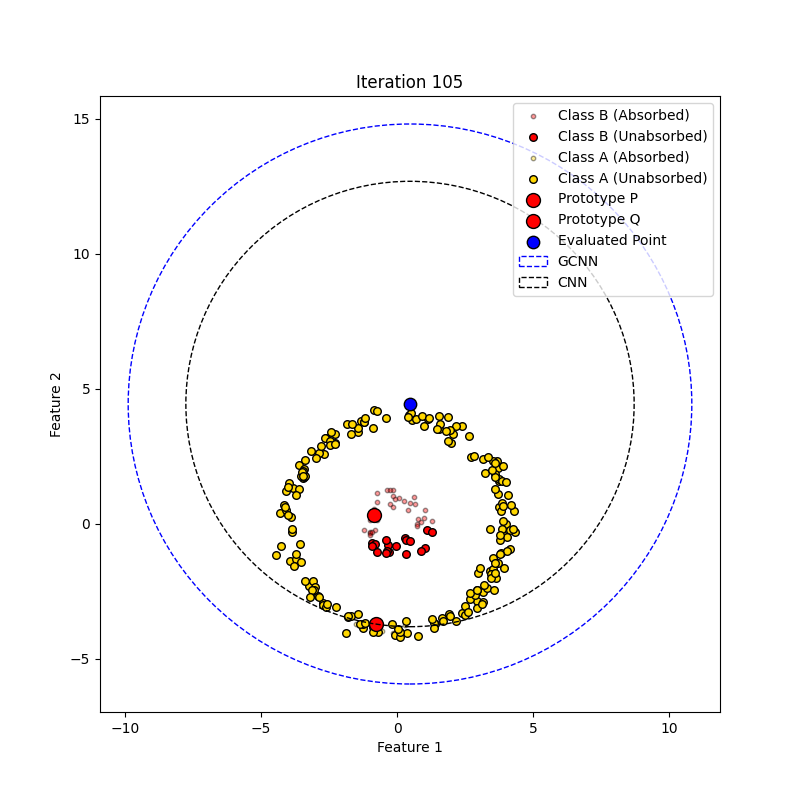 Iteration 105
Class B (Absorbed)
Class B (Unabsorbed)
Class A (Absorbed)
Class A (Unabsorbed)
Prototype P
Prototype Q
Evaluated Point
GCNN
CNN
15
10
5
0
−5
Feature 2
−10
−5
0
5
10
Feature 1